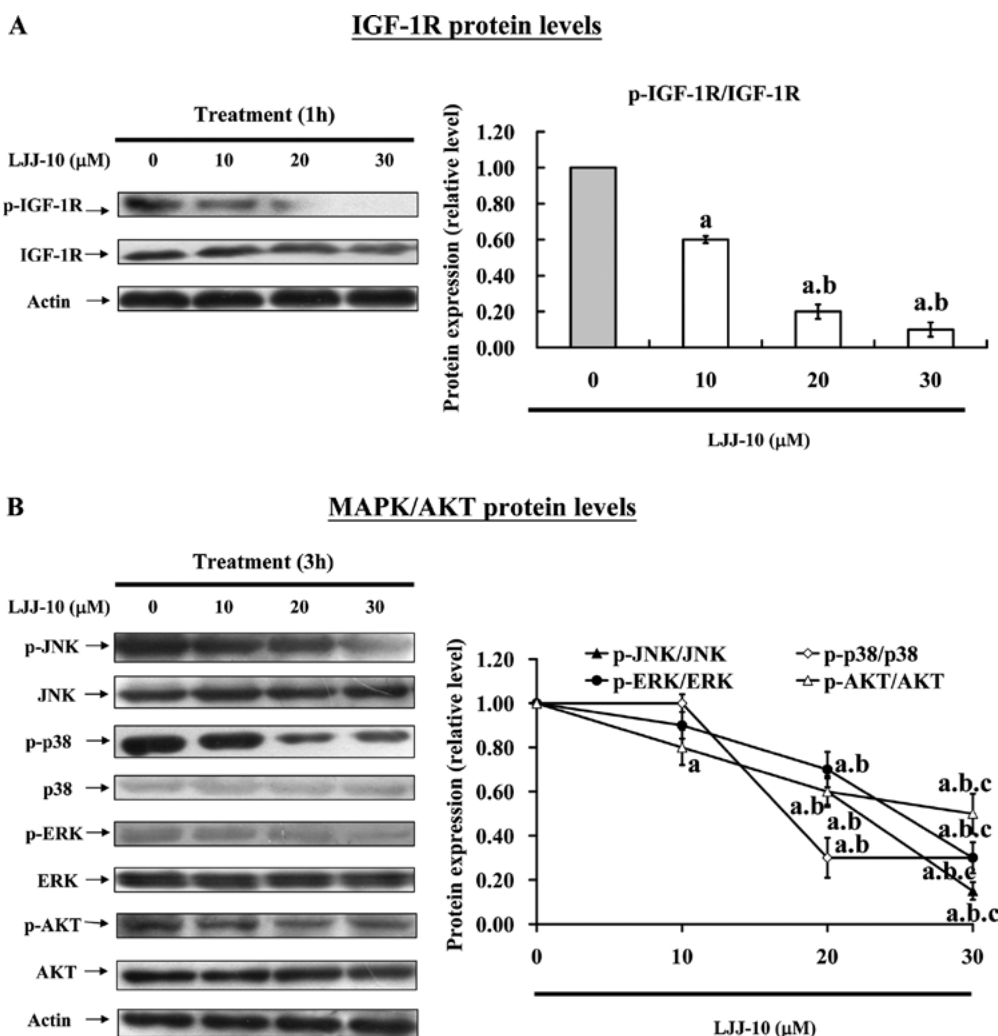 A
IGF-1R protein levels
Treatment (1h)
LJJ-10 (μM) 0 10 20 30
p-IGF-1R
IGF-1R
Actin
p-IGF-1R/IGF-1R
Protein expression (relative level)
1.20
1.00
0.80
0.60
0.40
0.20
0.00
a
a.b
a.b
0 10 20 30
LJJ-10 (μM)
B
MAPK/AKT protein levels
Treatment (3h)
LJJ-10 (μM) 0 10 20 30
p-JNK
JNK
p-p38
p38
p-ERK
ERK
p-AKT
AKT
Actin
p-JNK/JNK p-p38/p38
p-ERK/ERK p-AKT/AKT
Protein expression (relative level)
1.20
1.00
0.80
0.60
0.40
0.20
0.00
a
a.b
a.b
a.b
a.b
a.b.c
a.b.c
a.b.c
a.b.c
0 10 20 30
LJJ-10 (μM)